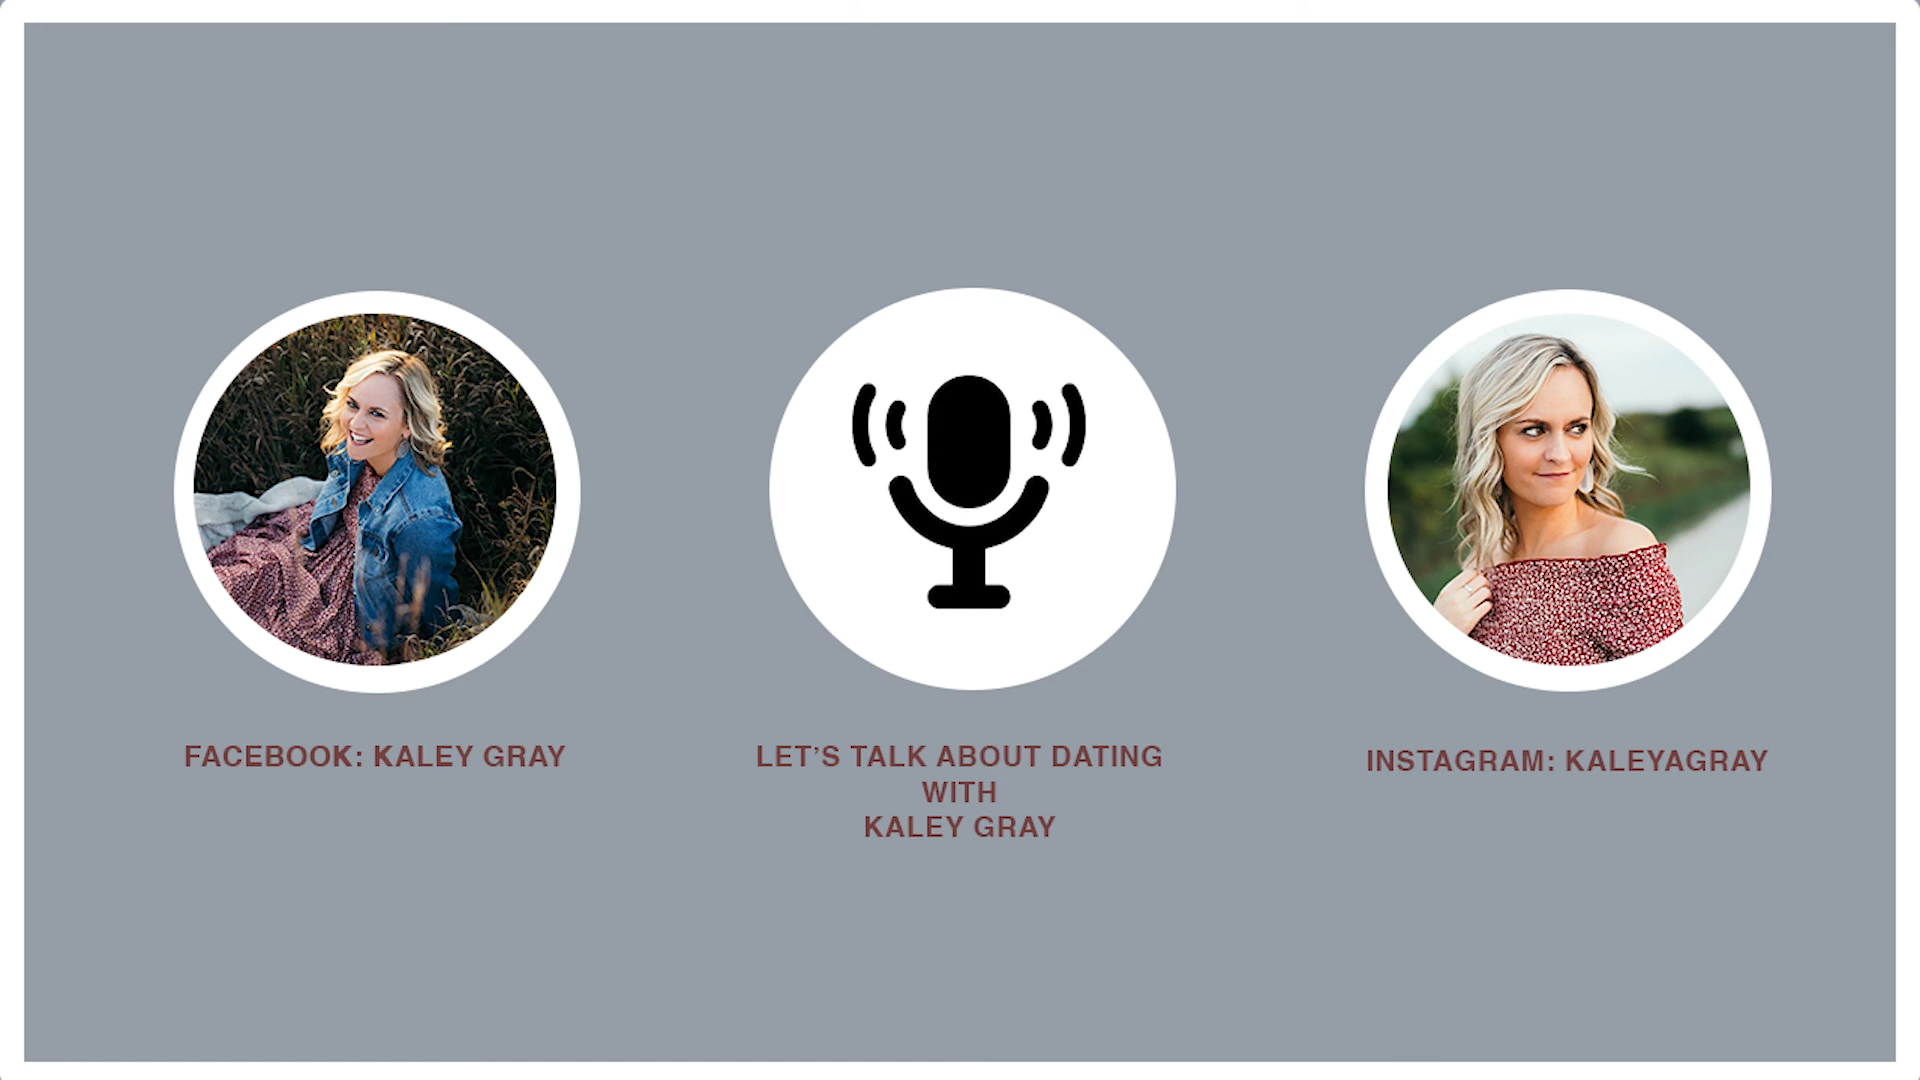 FACEBOOK: KALEY GRAY
LET’S TALK ABOUT DATING
WITH
KALEY GRAY
INSTAGRAM: KALEYAGRAY